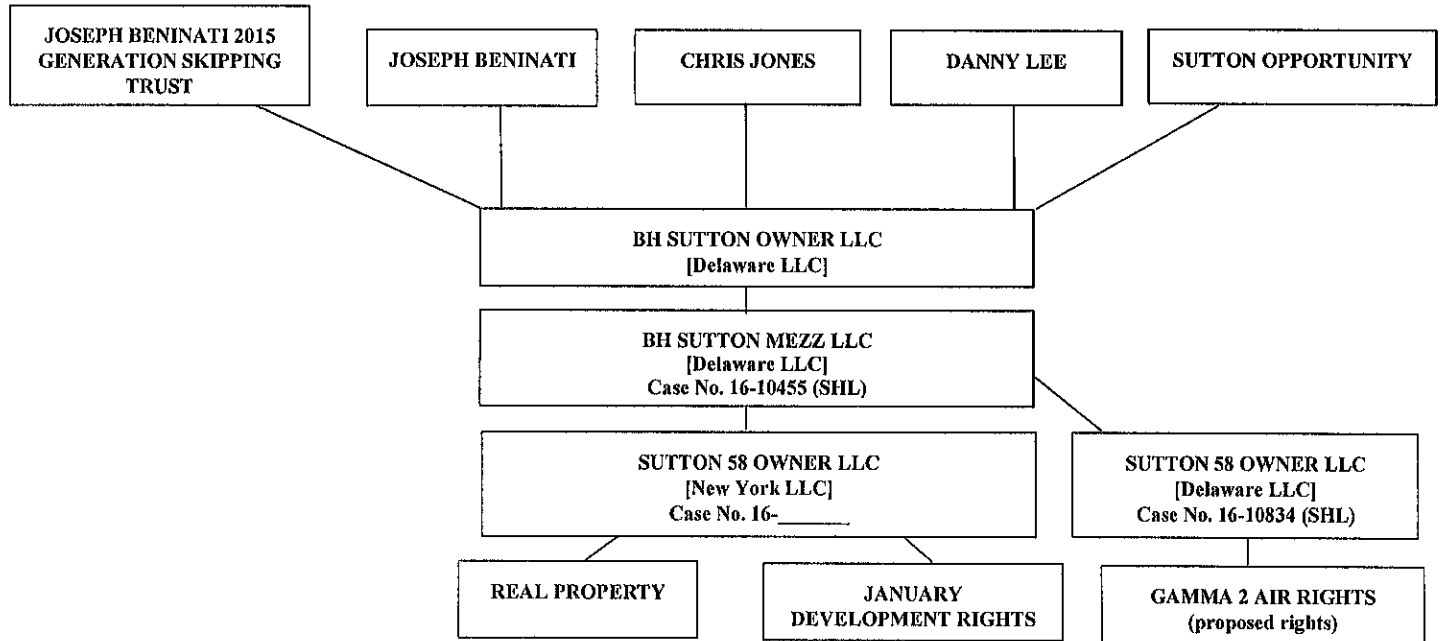 JOSEPH BENINATI 2015
GENERATION SKIPPING
TRUST
JOSEPH BENINATI
CHRIS JONES
DANNY LEE
SUTTON OPPORTUNITY
BH SUTTON OWNER LLC
[Delaware LLC]
BH SUTTON MEZZ LLC
[Delaware LLC]
Case No. 16-10455 (SHL)
SUTTON 58 OWNER LLC
[New York LLC]
Case No. 16-_______
SUTTON 58 OWNER LLC
[Delaware LLC]
Case No. 16-10834 (SHL)
REAL PROPERTY
JANUARY
DEVELOPMENT RIGHTS
GAMMA 2 AIR RIGHTS
(proposed rights)